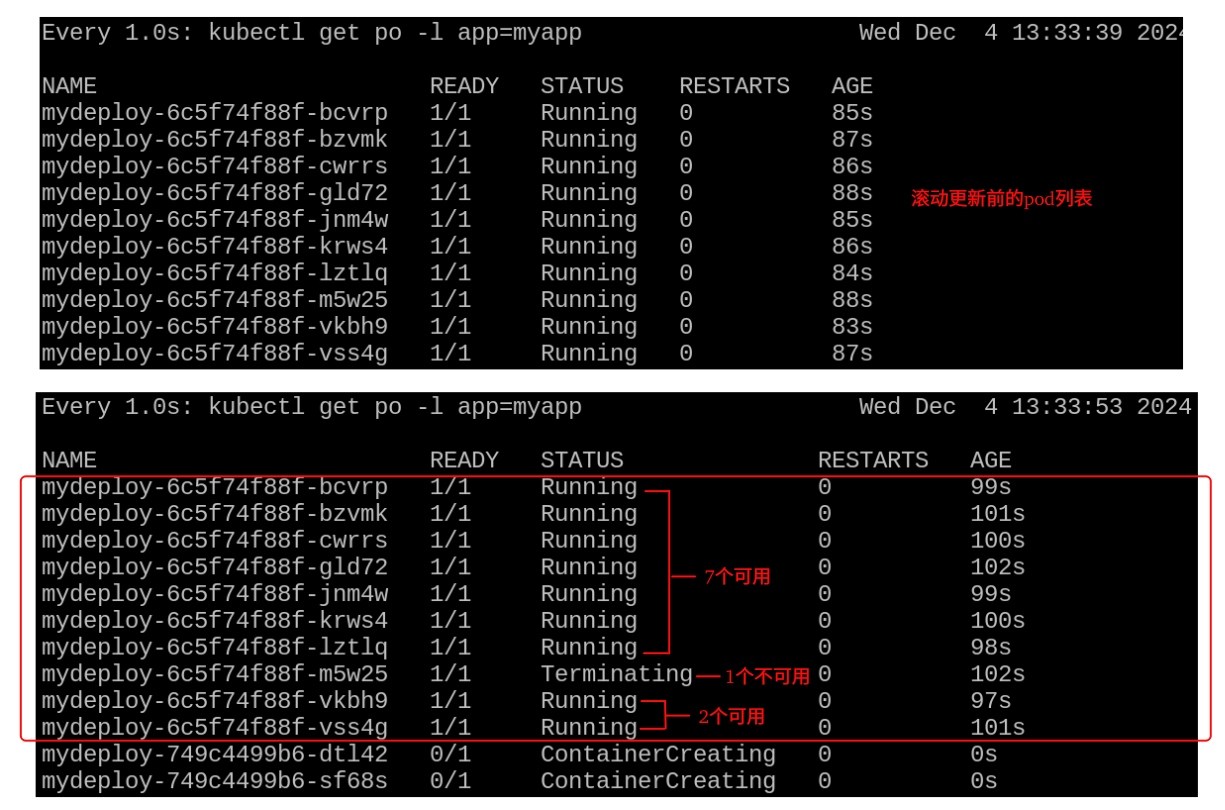 Every 1.0s: kubectl get po -l app=myapp Wed Dec 4 13:33:39 2024
NAME READY STATUS RESTARTS AGE
mydeploy-6c5f74f88f-bcvrp 1/1 Running 0 85s
mydeploy-6c5f74f88f-bzvmk 1/1 Running 0 87s
mydeploy-6c5f74f88f-cwrrs 1/1 Running 0 86s
mydeploy-6c5f74f88f-gld72 1/1 Running 0 88s 滚动更新前的pod列表
mydeploy-6c5f74f88f-jnm4w 1/1 Running 0 85s
mydeploy-6c5f74f88f-krws4 1/1 Running 0 86s
mydeploy-6c5f74f88f-lztlq 1/1 Running 0 84s
mydeploy-6c5f74f88f-m5w25 1/1 Running 0 88s
mydeploy-6c5f74f88f-vkbh9 1/1 Running 0 83s
mydeploy-6c5f74f88f-vss4g 1/1 Running 0 87s
Every 1.0s: kubectl get po -l app=myapp Wed Dec 4 13:33:53 2024
NAME READY STATUS RESTARTS AGE
mydeploy-6c5f74f88f-bcvrp 1/1 Running 0 99s
mydeploy-6c5f74f88f-bzvmk 1/1 Running 0 101s
mydeploy-6c5f74f88f-cwrrs 1/1 Running 0 100s
mydeploy-6c5f74f88f-gld72 1/1 Running 7个可用 0 102s
mydeploy-6c5f74f88f-jnm4w 1/1 Running 0 99s
mydeploy-6c5f74f88f-krws4 1/1 Running 0 100s
mydeploy-6c5f74f88f-lztlq 1/1 Running 0 98s
mydeploy-6c5f74f88f-m5w25 1/1 Terminating 1个不可用 0 102s
mydeploy-6c5f74f88f-vkbh9 1/1 Running 2个可用 0 97s
mydeploy-6c5f74f88f-vss4g 1/1 Running 0 101s
mydeploy-749c4499b6-dtl42 0/1 ContainerCreating 0 0s
mydeploy-749c4499b6-sf68s 0/1 ContainerCreating 0 0s